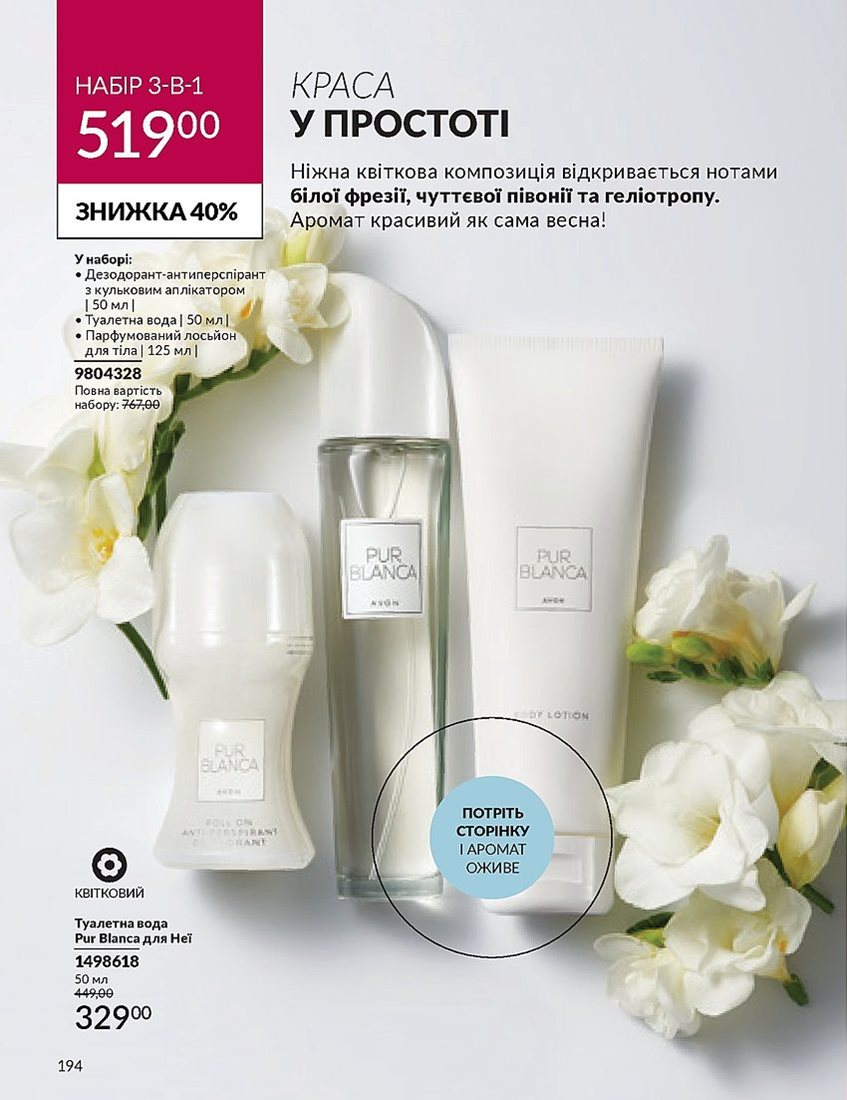 НАБІР 3-В-1
519⁰⁰
ЗНИЖКА 40%
КРАСА
У ПРОСТОТІ
Ніжна квіткова композиція відкривається нотами
білої фрезії, чуттєвої півонії та геліотропу.
Аромат красивий як сама весна!
У наборі:
• Дезодорант-антиперспірант
з кульковим аплікатором
| 50 мл |
• Туалетна вода | 50 мл |
• Парфумований лосьйон
для тіла | 125 мл |
9804328
Повна вартість
набору: 767,00
PUR
BLANCA
AVON
PUR
BLANCA
AVON
BODY LOTION
PUR
BLANCA
AVON
ROLL ON
ANTI-PERSPIRANT
DEODORANT
ПОТРІТЬ
СТОРІНКУ
І АРОМАТ
ОЖИВЕ
КВІТКОВИЙ
Туалетна вода
Pur Blanca для Неї
1498618
50 мл
449,00
329⁰⁰
194